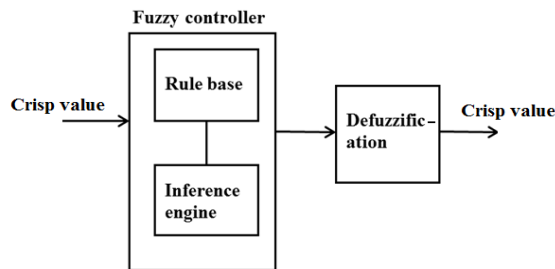 Fuzzy controller
Rule base
Crisp value
Inference
engine
Defuzzific–
ation
Crisp value